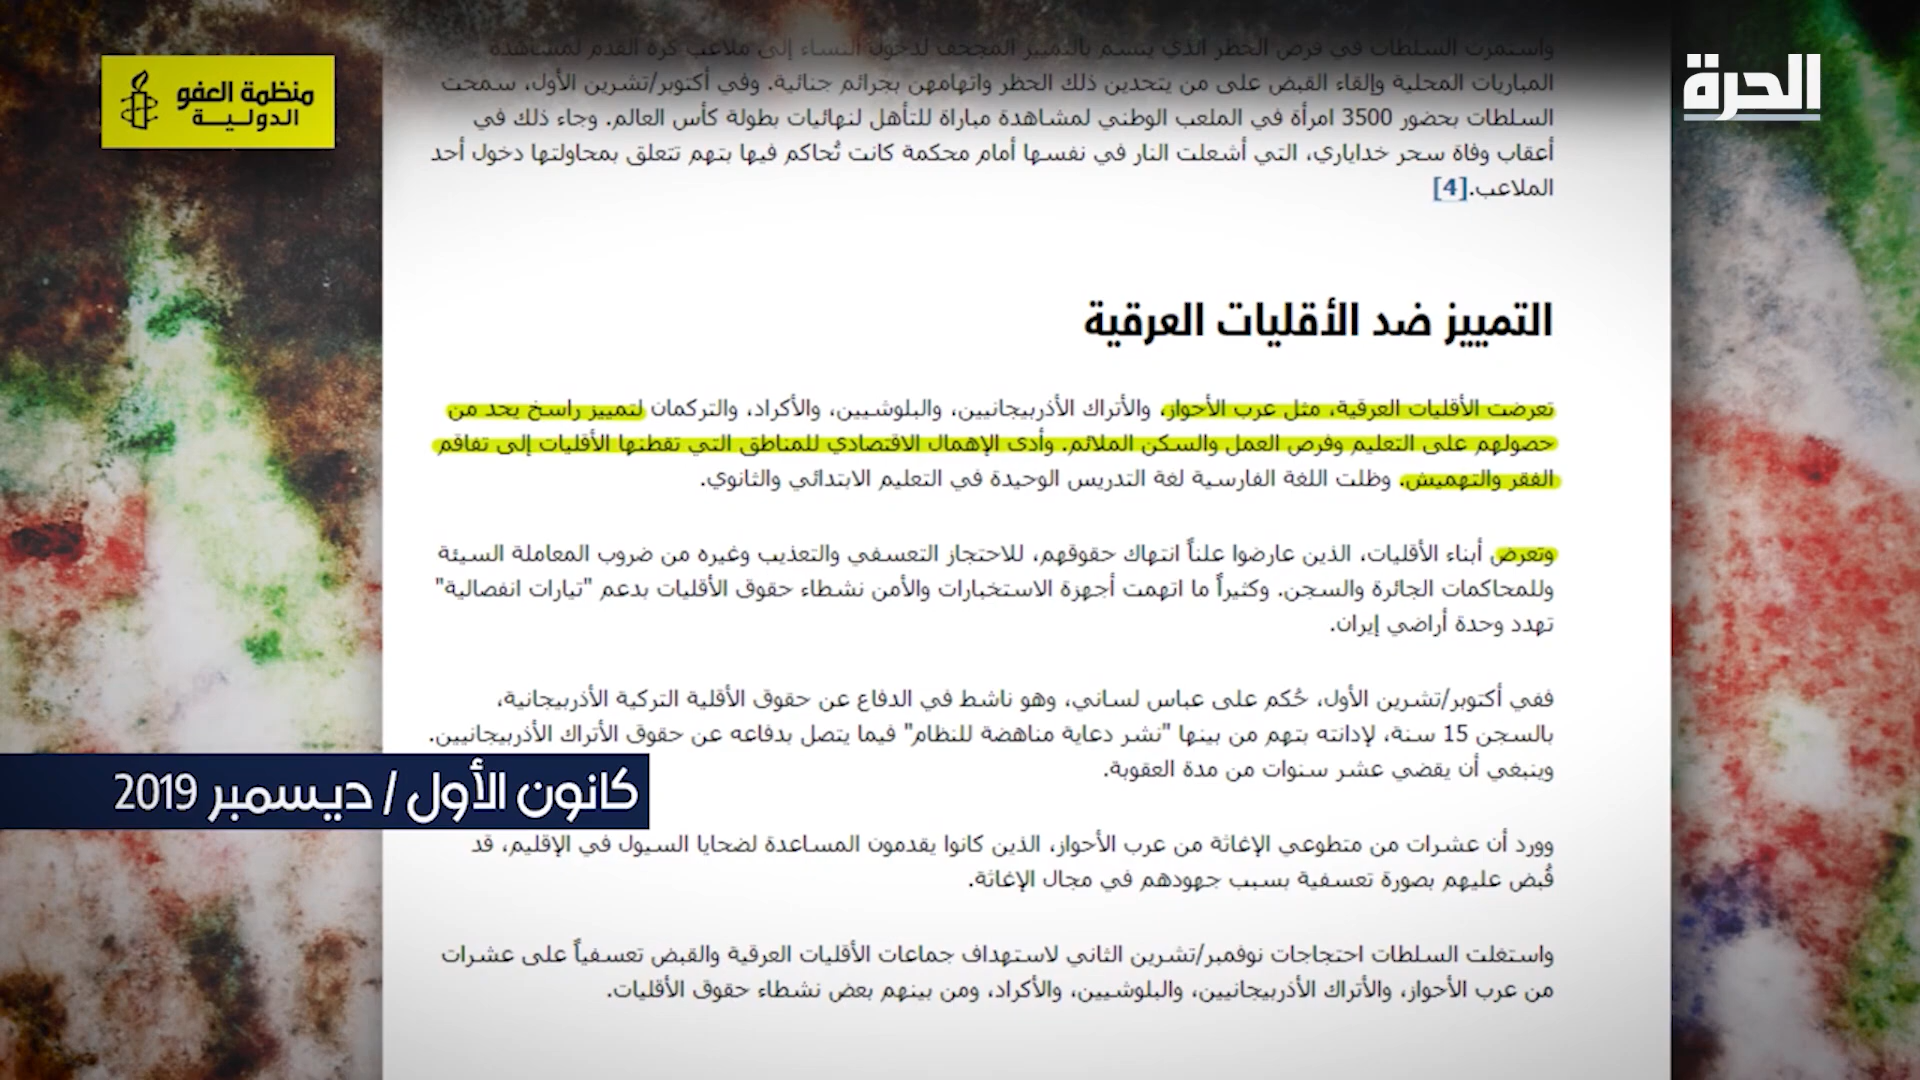 منظمة العفو
الدولية
الحرة
واستمرت السلطات في فرض الحظر الذي يتسم بالتمييز المجحف لدخول النساء إلى ملاعب كرة القدم لمشاهدة
المباريات المحلية وإلقاء القبض على من يتحدين ذلك الحظر واتهامهن بجرائم جنائية. وفي أكتوبر/تشرين الأول، سمحت
السلطات بحضور 3500 امرأة في الملعب الوطني لمشاهدة مباراة للتأهل لنهائيات بطولة كأس العالم. وجاء ذلك في
أعقاب وفاة سحر خداياري، التي أشعلت النار في نفسها أمام محكمة كانت تُحاكم فيها بتهم تتعلق بمحاولتها دخول أحد
الملاعب.[4]
التمييز ضد الأقليات العرقية
تعرضت الأقليات العرقية، مثل عرب الأحواز، والأتراك الأذربيجانيين، والبلوشيين، والأكراد، والتركمان لتمييز راسخ يحد من
حصولهم على التعليم وفرص العمل والسكن الملائم. وأدى الإهمال الاقتصادي للمناطق التي تقطنها الأقليات إلى تفاقم
الفقر والتهميش. وظلت اللغة الفارسية لغة التدريس الوحيدة في التعليم الابتدائي والثانوي.
وتعرض أبناء الأقليات، الذين عارضوا علناً انتهاك حقوقهم، للاحتجاز التعسفي والتعذيب وغيره من ضروب المعاملة السيئة
وللمحاكمات الجائرة والسجن. وكثيراً ما اتهمت أجهزة الاستخبارات والأمن نشطاء حقوق الأقليات بدعم "تيارات انفصالية"
تهدد وحدة أراضي إيران.
ففي أكتوبر/تشرين الأول، حُكم على عباس لساني، وهو ناشط في الدفاع عن حقوق الأقلية التركية الأذربيجانية،
بالسجن 15 سنة، لإدانته بتهم من بينها "نشر دعاية مناهضة للنظام" فيما يتصل بدفاعه عن حقوق الأتراك الأذربيجانيين.
وينبغي أن يقضي عشر سنوات من مدة العقوبة.
كانون الأول / ديسمبر 2019
وورد أن عشرات من متطوعي الإغاثة من عرب الأحواز، الذين كانوا يقدمون المساعدة لضحايا السيول في الإقليم، قد
قُبض عليهم بصورة تعسفية بسبب جهودهم في مجال الإغاثة.
واستغلت السلطات احتجاجات نوفمبر/تشرين الثاني لاستهداف جماعات الأقليات العرقية والقبض تعسفياً على عشرات
من عرب الأحواز، والأتراك الأذربيجانيين، والبلوشيين، والأكراد، ومن بينهم بعض نشطاء حقوق الأقليات.